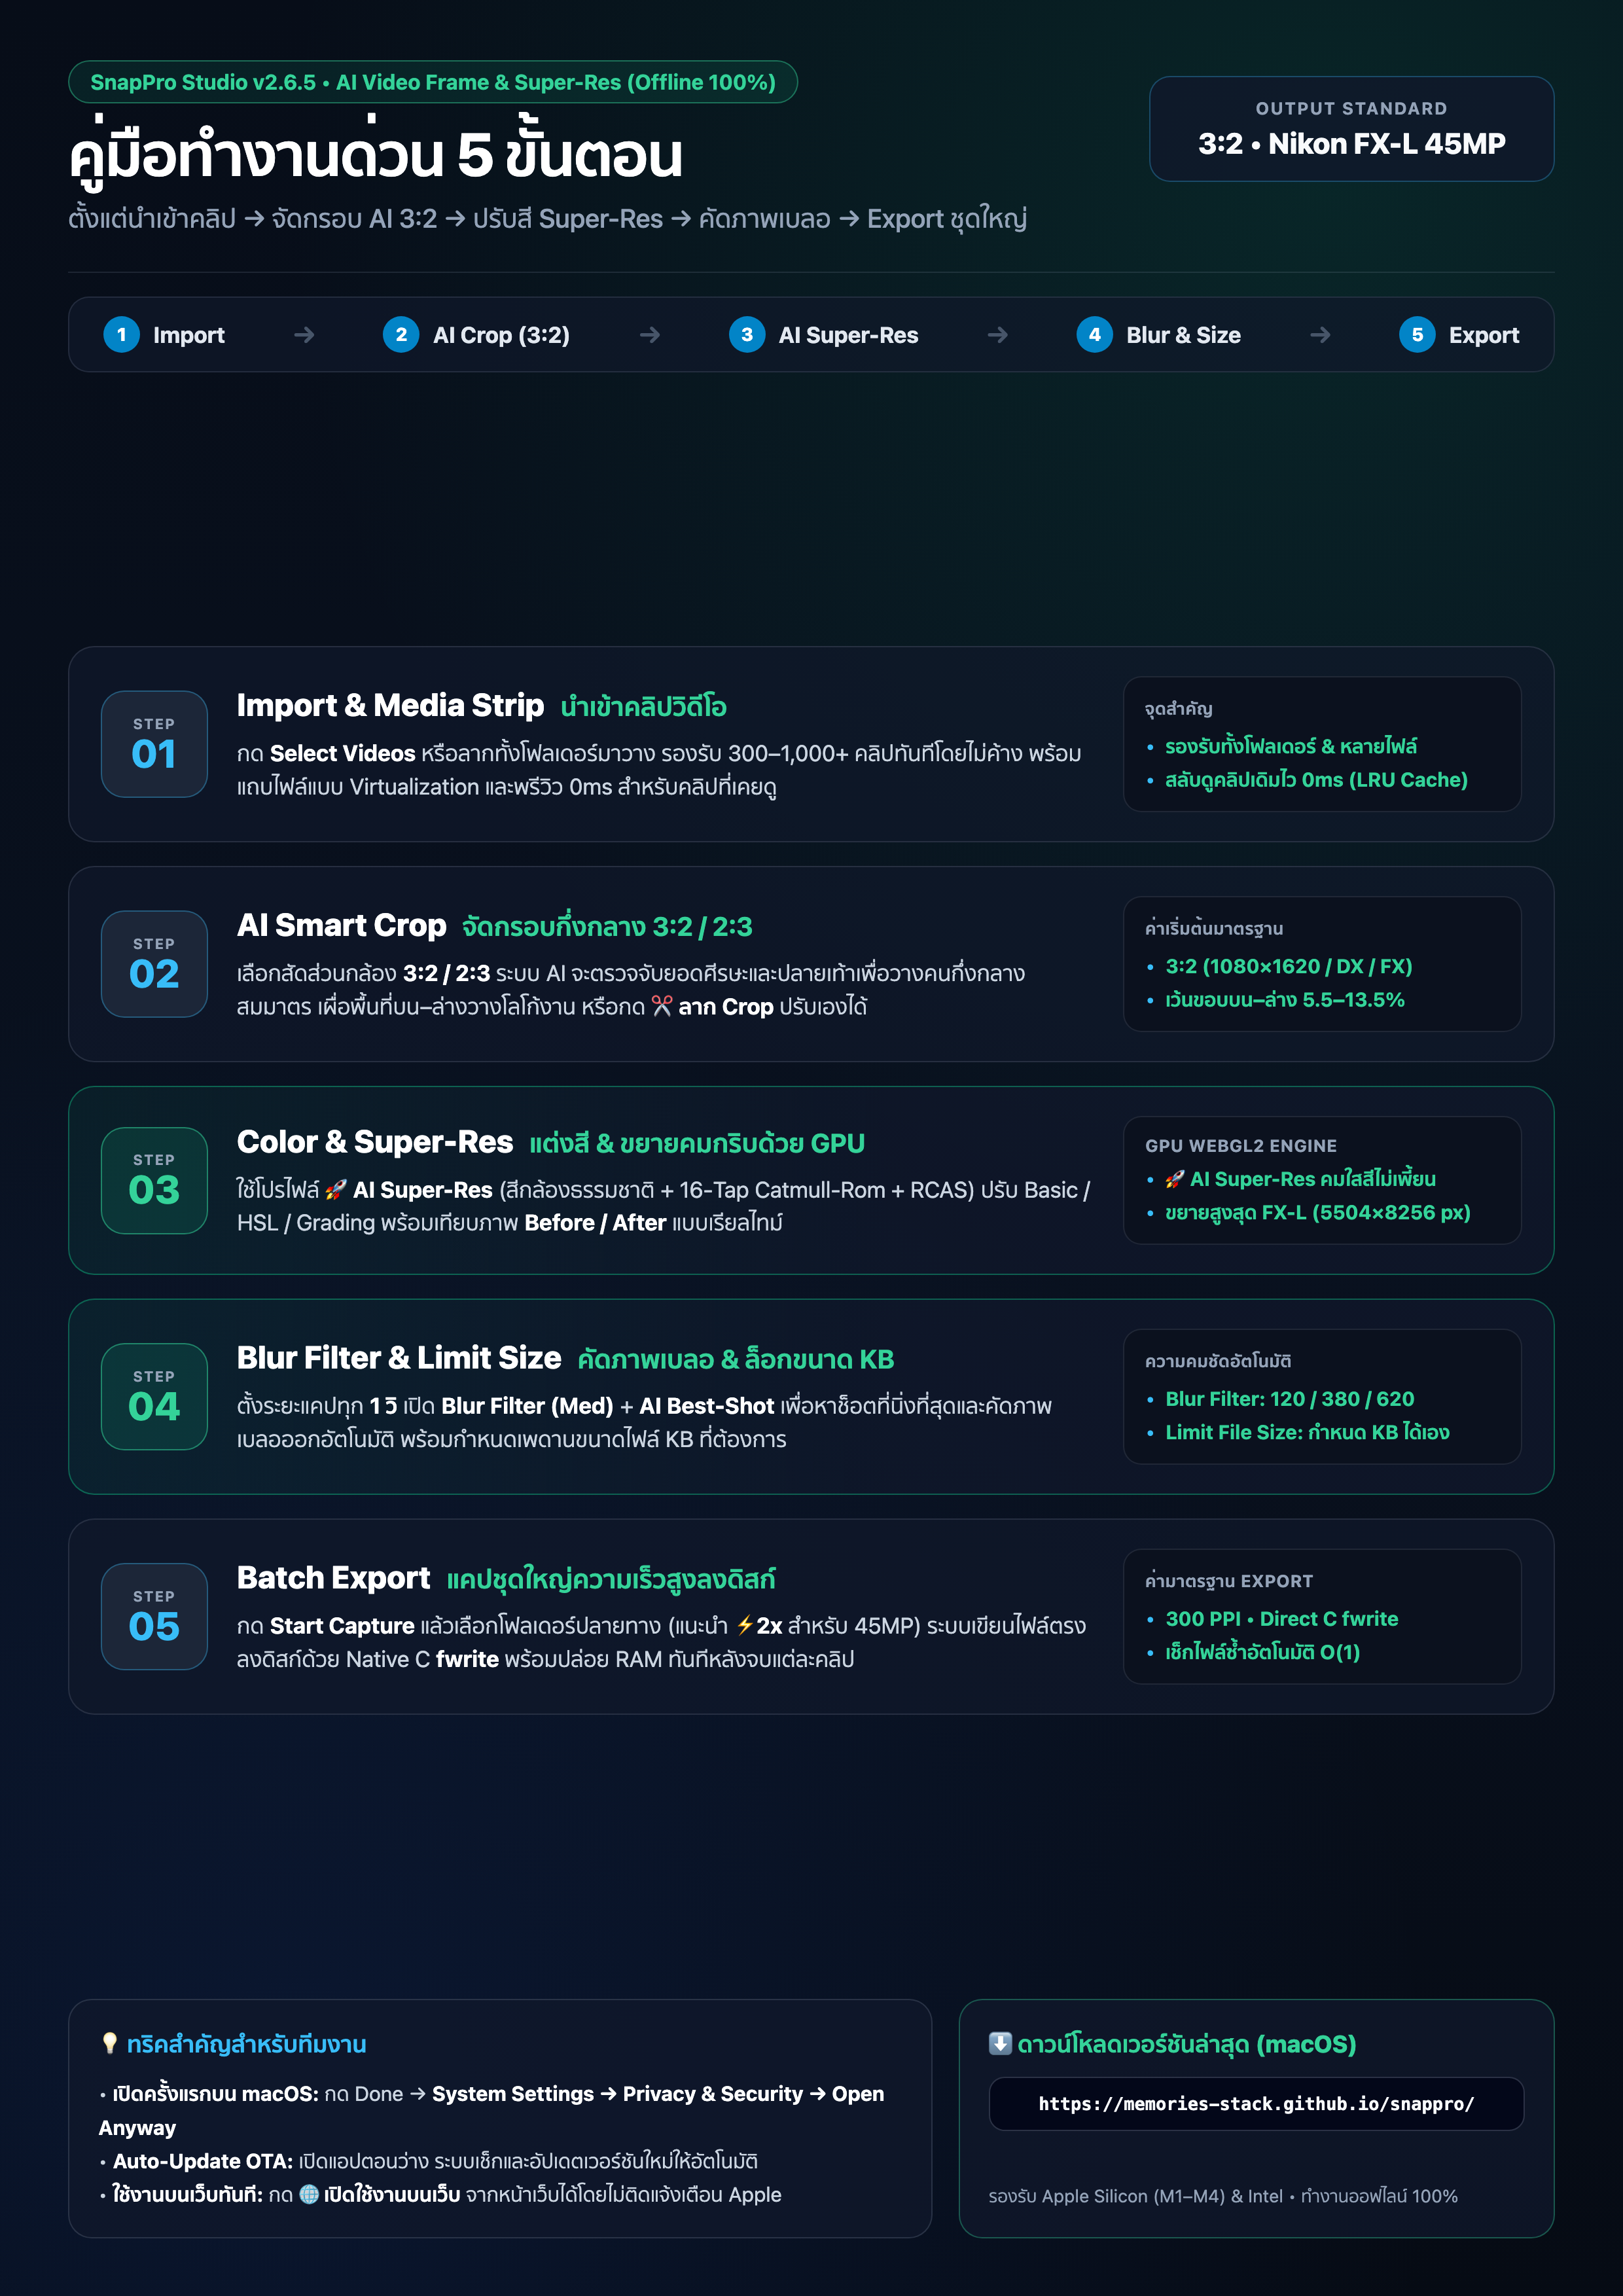 SnapPro Studio v2.6.5 • AI Video Frame & Super-Res (Offline 100%)
คู่มือทำงานด่วน 5 ขั้นตอน
ตั้งแต่นำเข้าคลิป → จัดกรอบ AI 3:2 → ปรับสี Super-Res → คัดภาพเบลอ → Export ชุดใหญ่
OUTPUT STANDARD
3:2 • Nikon FX-L 45MP
1 Import → 2 AI Crop (3:2) → 3 AI Super-Res → 4 Blur & Size → 5 Export
STEP
01
Import & Media Strip นำเข้าคลิปวิดีโอ
กด Select Videos หรือลากทั้งโฟลเดอร์มาวาง รองรับ 300–1,000+ คลิปทันทีโดยไม่ค้าง พร้อม
แถบไฟล์แบบ Virtualization และพรีวิว 0ms สำหรับคลิปที่เคยดู
จุดสำคัญ
• รองรับทั้งโฟลเดอร์ & หลายไฟล์
• สลับดูคลิปเดิมไว 0ms (LRU Cache)
STEP
02
AI Smart Crop จัดกรอบกึ่งกลาง 3:2 / 2:3
เลือกสัดส่วนกล้อง 3:2 / 2:3 ระบบ AI จะตรวจจับยอดศีรษะและปลายเท้าเพื่อวางคนกึ่งกลาง
สมมาตร เผื่อพื้นที่บน–ล่างวางโลโก้งาน หรือกด ✂️ ลาก Crop ปรับเองได้
ค่าเริ่มต้นมาตรฐาน
• 3:2 (1080×1620 / DX / FX)
• เว้นขอบบน–ล่าง 5.5–13.5%
STEP
03
Color & Super-Res แต่งสี & ขยายคมกริบด้วย GPU
ใช้โปรไฟล์ 🚀 AI Super-Res (สีกล้องธรรมชาติ + 16-Tap Catmull-Rom + RCAS) ปรับ Basic /
HSL / Grading พร้อมเทียบภาพ Before / After แบบเรียลไทม์
GPU WEBGL2 ENGINE
• 🚀 AI Super-Res คมใสสีไม่เพี้ยน
• ขยายสูงสุด FX-L (5504×8256 px)
STEP
04
Blur Filter & Limit Size คัดภาพเบลอ & ล็อกขนาด KB
ตั้งระยะแคปทุก 1 วิ เปิด Blur Filter (Med) + AI Best-Shot เพื่อหาช็อตที่นิ่งที่สุดและคัดภาพ
เบลอออกอัตโนมัติ พร้อมกำหนดเพดานขนาดไฟล์ KB ที่ต้องการ
ความคมชัดอัตโนมัติ
• Blur Filter: 120 / 380 / 620
• Limit File Size: กำหนด KB ได้เอง
STEP
05
Batch Export แคปชุดใหญ่ความเร็วสูงลงดิสก์
กด Start Capture แล้วเลือกโฟลเดอร์ปลายทาง (แนะนำ ⚡2x สำหรับ 45MP) ระบบเขียนไฟล์ตรง
ลงดิสก์ด้วย Native C fwrite พร้อมปล่อย RAM ทันทีหลังจบแต่ละคลิป
ค่ามาตรฐาน EXPORT
• 300 PPI • Direct C fwrite
• เช็กไฟล์ซ้ำอัตโนมัติ O(1)
💡 ทริคสำคัญสำหรับทีมงาน
• เปิดครั้งแรกบน macOS: กด Done → System Settings → Privacy & Security → Open
Anyway
• Auto-Update OTA: เปิดแอปตอนว่าง ระบบเช็กและอัปเดตเวอร์ชันใหม่ให้อัตโนมัติ
• ใช้งานบนเว็บทันที: กด 🌐 เปิดใช้งานบนเว็บ จากหน้าเว็บได้โดยไม่ติดแจ้งเตือน Apple
⬇️ ดาวน์โหลดเวอร์ชันล่าสุด (macOS)
https://memories-stack.github.io/snappro/
รองรับ Apple Silicon (M1–M4) & Intel • ทำงานออฟไลน์ 100%